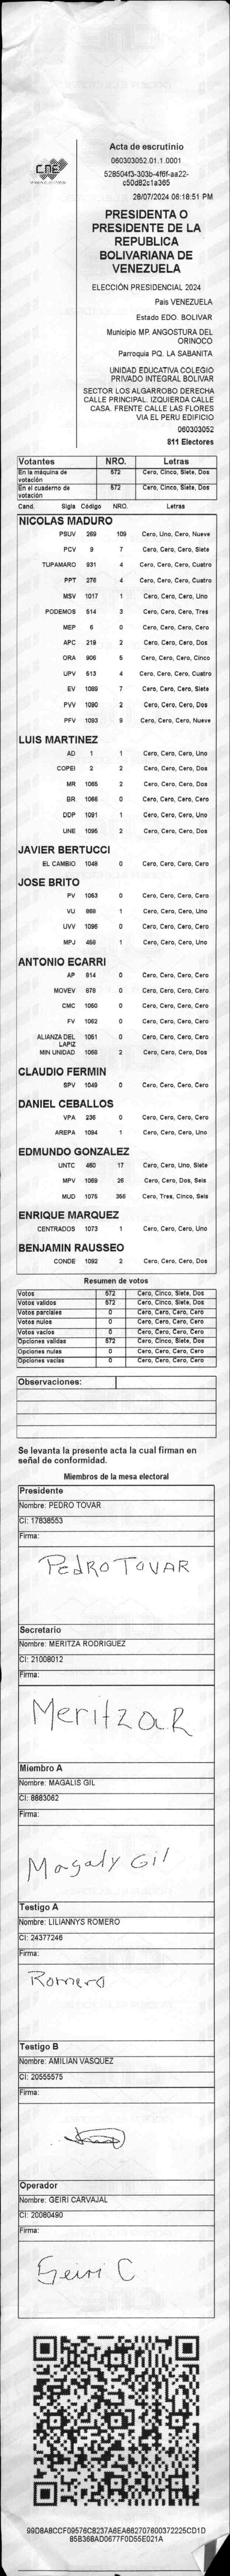 CNE
Acta de escrutinio
060303052.01.1.0001
528504f3-303b-4f6f-aa22-
c50d82c1a365
28/07/2024 06:18:51 PM
PRESIDENTA O
PRESIDENTE DE LA
REPUBLICA
BOLIVARIANA DE
VENEZUELA
ELECCIÓN PRESIDENCIAL 2024
Pais VENEZUELA
Estado EDO. BOLIVAR
Municipio MP. ANGOSTURA DEL
ORINOCO
Parroquia PQ. LA SABANITA
UNIDAD EDUCATIVA COLEGIO
PRIVADO INTEGRAL BOLIVAR
SECTOR LOS ALGARROBO DERECHA
CALLE PRINCIPAL. IZQUIERDA CALLE
CASA. FRENTE CALLE LAS FLORES
VIA EL PERU EDIFICIO
060303052
811 Electores
Votantes NRO. Letras
En la máquina de votación 572 Cero, Cinco, Siete, Dos
En el cuaderno de votación 572 Cero, Cinco, Siete, Dos
Cand. Sigla Código NRO. Letras
NICOLAS MADURO
PSUV 269 109 Cero, Uno, Cero, Nueve
PCV 9 7 Cero, Cero, Cero, Siete
TUPAMARO 931 4 Cero, Cero, Cero, Cuatro
PPT 276 4 Cero, Cero, Cero, Cuatro
MSV 1017 1 Cero, Cero, Cero, Uno
PODEMOS 514 3 Cero, Cero, Cero, Tres
MEP 6 0 Cero, Cero, Cero, Cero
APC 219 2 Cero, Cero, Cero, Dos
ORA 906 5 Cero, Cero, Cero, Cinco
UPV 513 4 Cero, Cero, Cero, Cuatro
EV 1089 7 Cero, Cero, Cero, Siete
PVV 1090 2 Cero, Cero, Cero, Dos
PFV 1093 9 Cero, Cero, Cero, Nueve
LUIS MARTINEZ
AD 1 1 Cero, Cero, Cero, Uno
COPEI 2 2 Cero, Cero, Cero, Dos
MR 1065 2 Cero, Cero, Cero, Dos
BR 1066 0 Cero, Cero, Cero, Cero
DDP 1091 1 Cero, Cero, Cero, Uno
UNE 1095 2 Cero, Cero, Cero, Dos
JAVIER BERTUCCI
EL CAMBIO 1048 0 Cero, Cero, Cero, Cero
JOSE BRITO
PV 1063 0 Cero, Cero, Cero, Cero
VU 868 1 Cero, Cero, Cero, Uno
UVV 1096 0 Cero, Cero, Cero, Cero
MPJ 458 1 Cero, Cero, Cero, Uno
ANTONIO ECARRI
AP 814 0 Cero, Cero, Cero, Cero
MOVEV 878 0 Cero, Cero, Cero, Cero
CMC 1050 0 Cero, Cero, Cero, Cero
FV 1062 0 Cero, Cero, Cero, Cero
ALIANZA DEL LAPIZ 1051 0 Cero, Cero, Cero, Cero
MIN UNIDAD 1068 2 Cero, Cero, Cero, Dos
CLAUDIO FERMIN
SPV 1049 0 Cero, Cero, Cero, Cero
DANIEL CEBALLOS
VPA 236 0 Cero, Cero, Cero, Cero
AREPA 1094 1 Cero, Cero, Cero, Uno
EDMUNDO GONZALEZ
UNTC 460 17 Cero, Cero, Uno, Siete
MPV 1069 26 Cero, Cero, Dos, Seis
MUD 1075 356 Cero, Tres, Cinco, Seis
ENRIQUE MARQUEZ
CENTRADOS 1073 1 Cero, Cero, Cero, Uno
BENJAMIN RAUSSEO
CONDE 1092 2 Cero, Cero, Cero, Dos
Resumen de votos
Votos 572 Cero, Cinco, Siete, Dos
Votos validos 572 Cero, Cinco, Siete, Dos
Votos parciales 0 Cero, Cero, Cero, Cero
Votos nulos 0 Cero, Cero, Cero, Cero
Votos vacios 0 Cero, Cero, Cero, Cero
Opciones validas 572 Cero, Cinco, Siete, Dos
Opciones nulas 0 Cero, Cero, Cero, Cero
Opciones vacias 0 Cero, Cero, Cero, Cero
Observaciones:
Se levanta la presente acta la cual firman en
señal de conformidad.
Miembros de la mesa electoral
Presidente
Nombre: PEDRO TOVAR
CI: 17838553
Firma:
PEdRO TOVAR
Secretario
Nombre: MERITZA RODRIGUEZ
CI: 21008012
Firma:
Meritza R
Miembro A
Nombre: MAGALIS GIL
CI: 8883062
Firma:
Magaly Gil
Testigo A
Nombre: LILIANNYS ROMERO
CI: 24377246
Firma:
Romero
Testigo B
Nombre: AMILIAN VASQUEZ
CI: 20555575
Firma:
Operador
Nombre: GEIRI CARVAJAL
CI: 20080490
Firma:
Geiri C
99D8A8CCF09576C8237A6EA662707600372225CD1D
85B368AD0677F0D55E021A